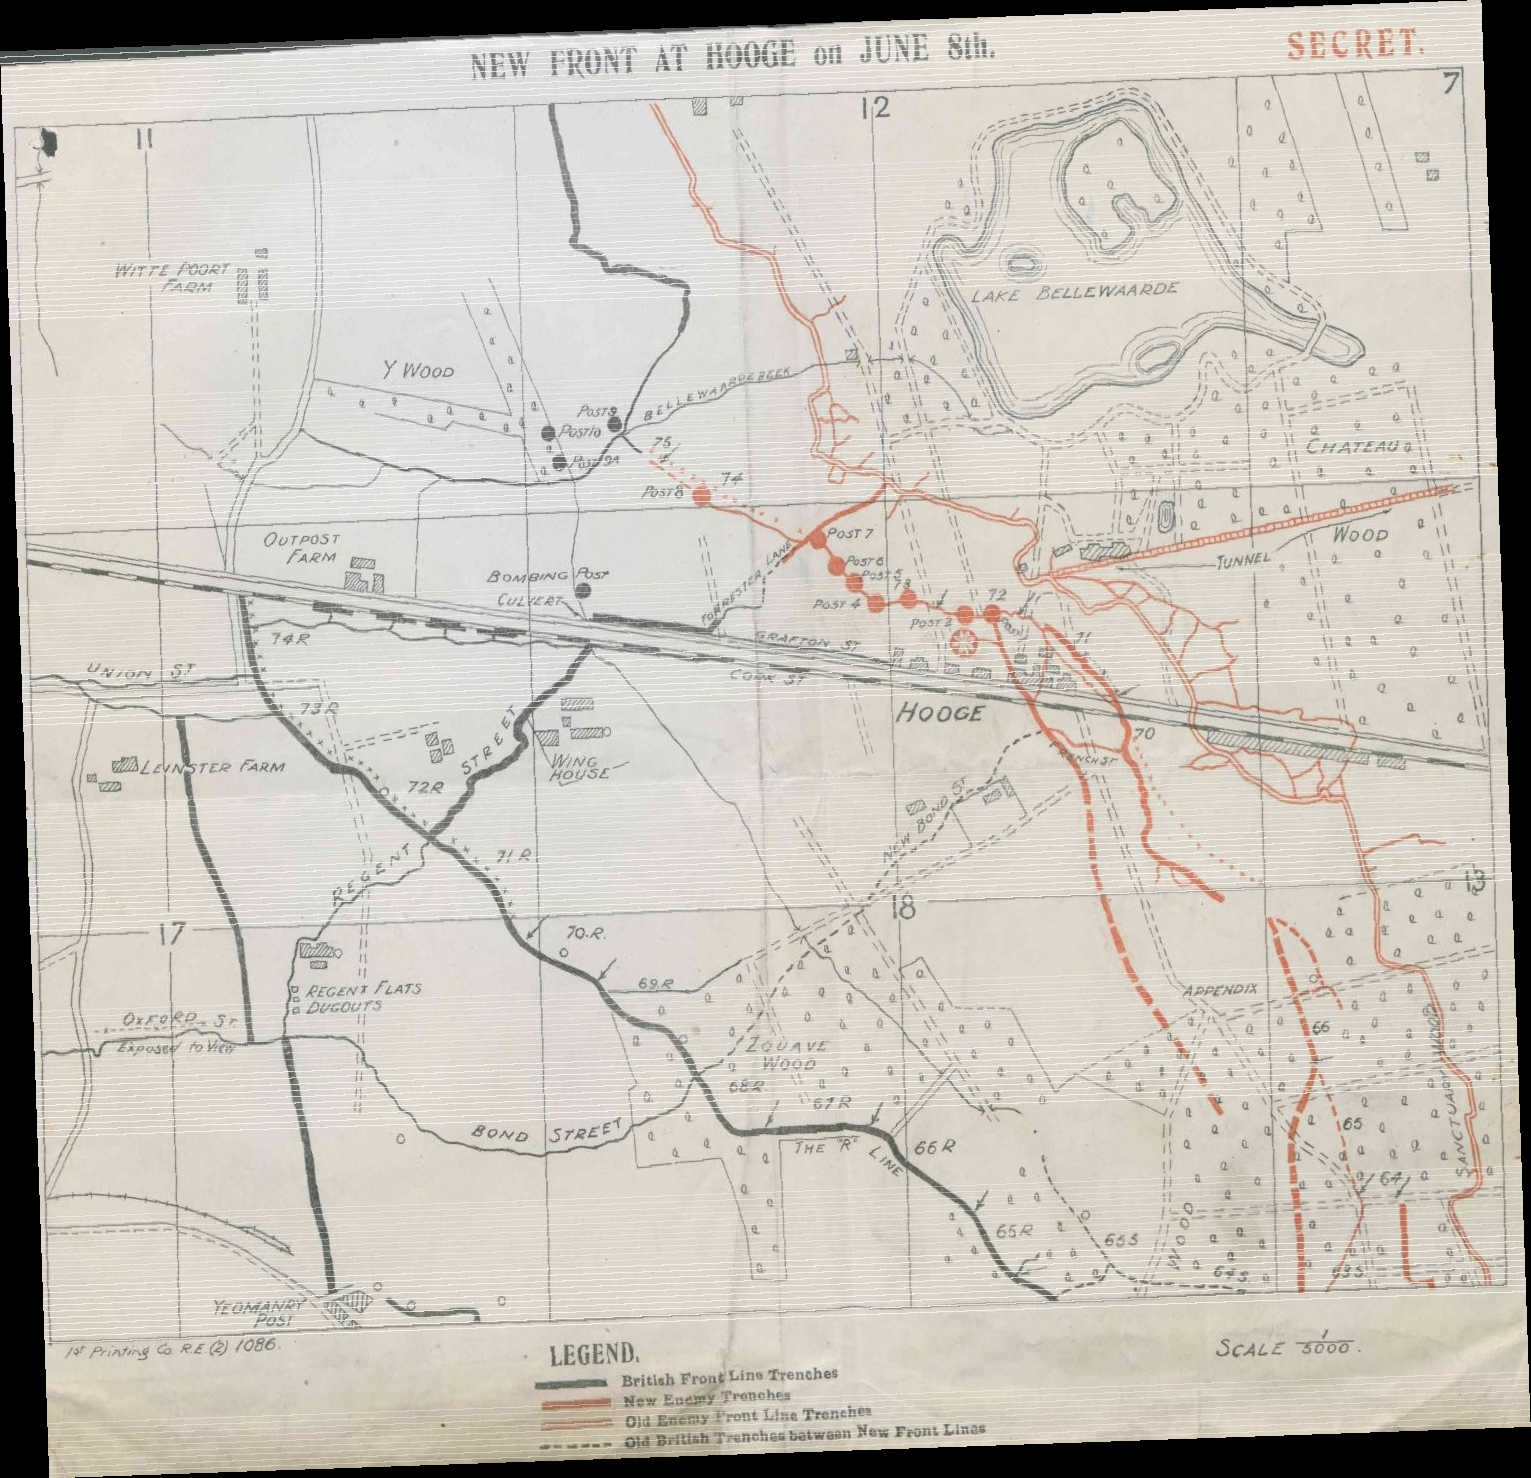 NEW FRONT AT HOOGE on JUNE 8th.
SECRET.
11
12
7
WITTE POORT
FARM
LAKE BELLEWAARDE
Y WOOD
BELLEWAARDEBEEK
POST 9
POST 10
POST 9A
75
74
POST 8
CHATEAU
WOOD
TUNNEL
OUTPOST
FARM
BOMBING POST
CULVERT
POST 7
POST 6
POST 5
73
POST 4
POST 2
72
71
FORRESTER LANE
GRAFTON ST
CORK ST
74R
UNION ST
73R
HOOGE
70
FRENCH ST
LEINSTER FARM
72R
STREET
WING
HOUSE
NEW BOND ST
REGENT
71R
17
18
13
70.R.
69.R
REGENT FLATS
DUGOUTS
OXFORD ST
Exposed to View
ZOUAVE
WOOD
68R
67R
BOND STREET
THE "R" LINE
66R
APPENDIX
66
65
64
SANCTUARY WOOD
65R
65S
WOOD
64S
63S
YEOMANRY
POST
1st Printing Co. R.E.(2) 1086.
SCALE 1/5000.
LEGEND.
British Front Line Trenches
New Enemy Trenches
Old Enemy Front Line Trenches
Old British Trenches between New Front Lines